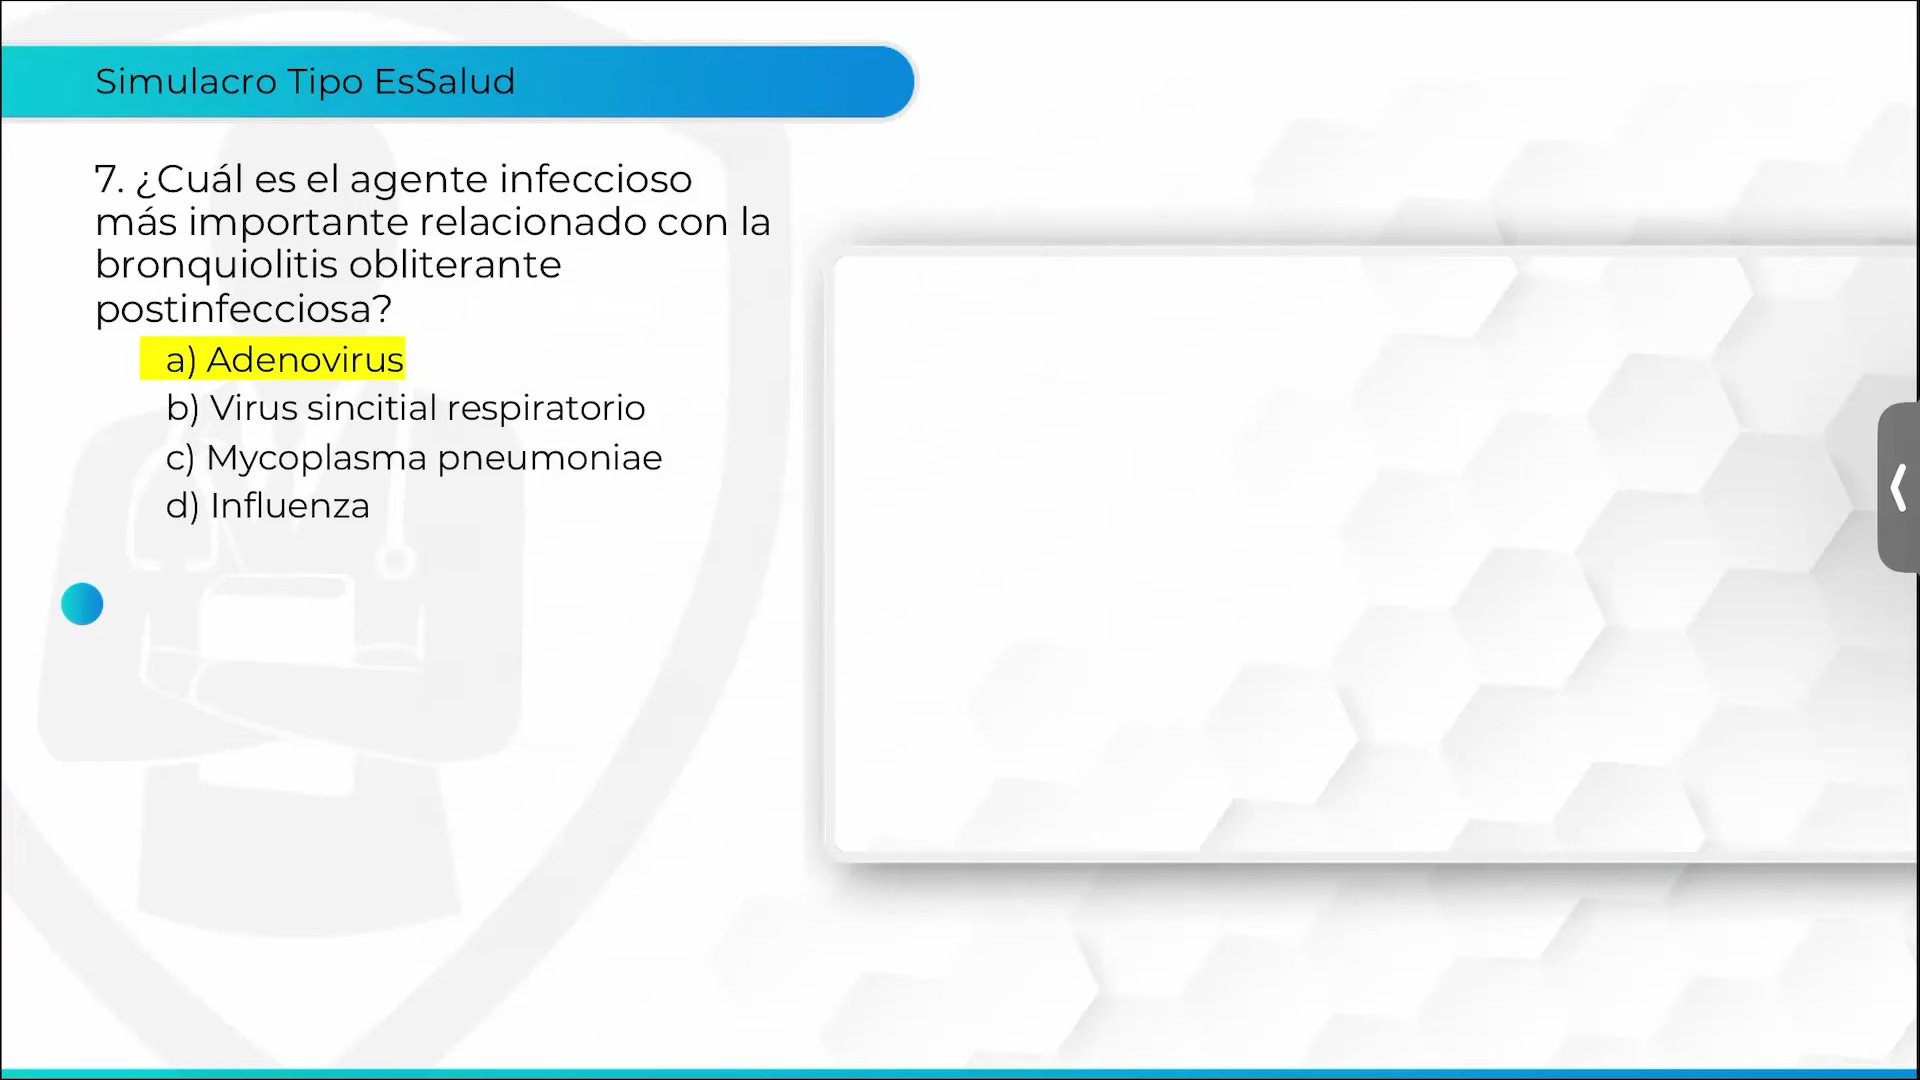 Simulacro Tipo EsSalud
7. ¿Cuál es el agente infeccioso
más importante relacionado con la
bronquiolitis obliterante
postinfecciosa?
a) Adenovirus
b) Virus sincitial respiratorio
c) Mycoplasma pneumoniae
d) Influenza